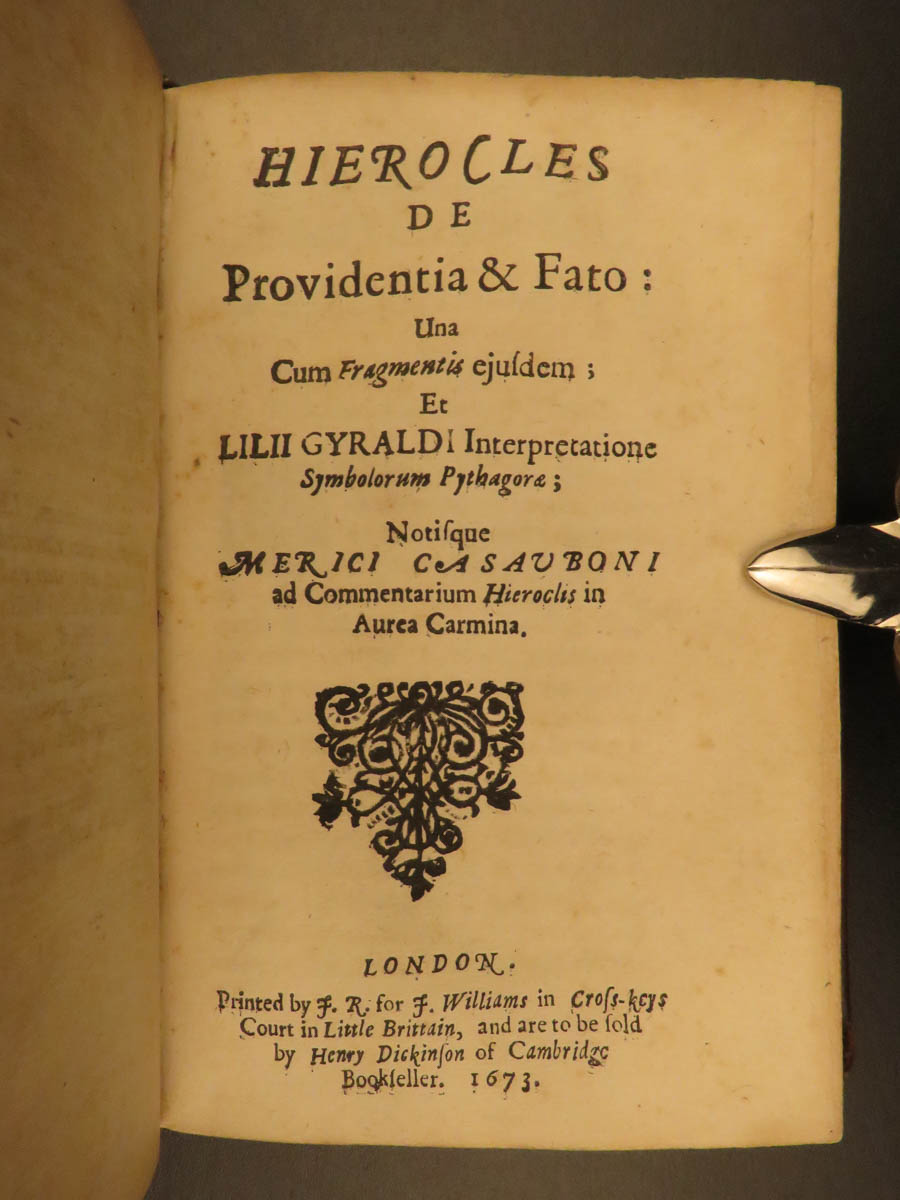 HIEROCLES
DE
Providentia & Fato :
Una
Cum Fragmentis ejuſdem ;
Et
LILII GYRALDI Interpretatione
Symbolorum Pythagoræ ;
Notiſque
MERICI CASAUBONI
ad Commentarium Hieroclis in
Aurea Carmina.
LONDON.
Printed by J. R. for J. Williams in Croſs-keys
Court in Little Brittain, and are to be ſold
by Henry Dickinſon of Cambridge
Bookſeller. 1673.